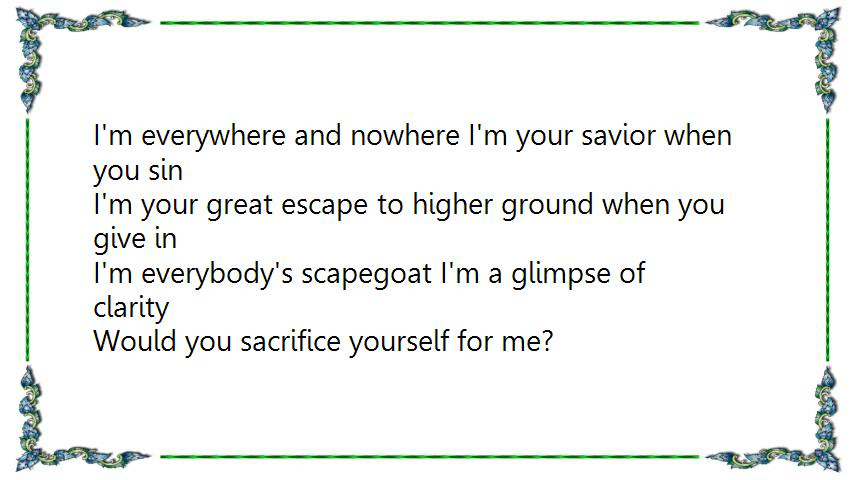 I'm everywhere and nowhere I'm your savior when
you sin
I'm your great escape to higher ground when you
give in
I'm everybody's scapegoat I'm a glimpse of
clarity
Would you sacrifice yourself for me?